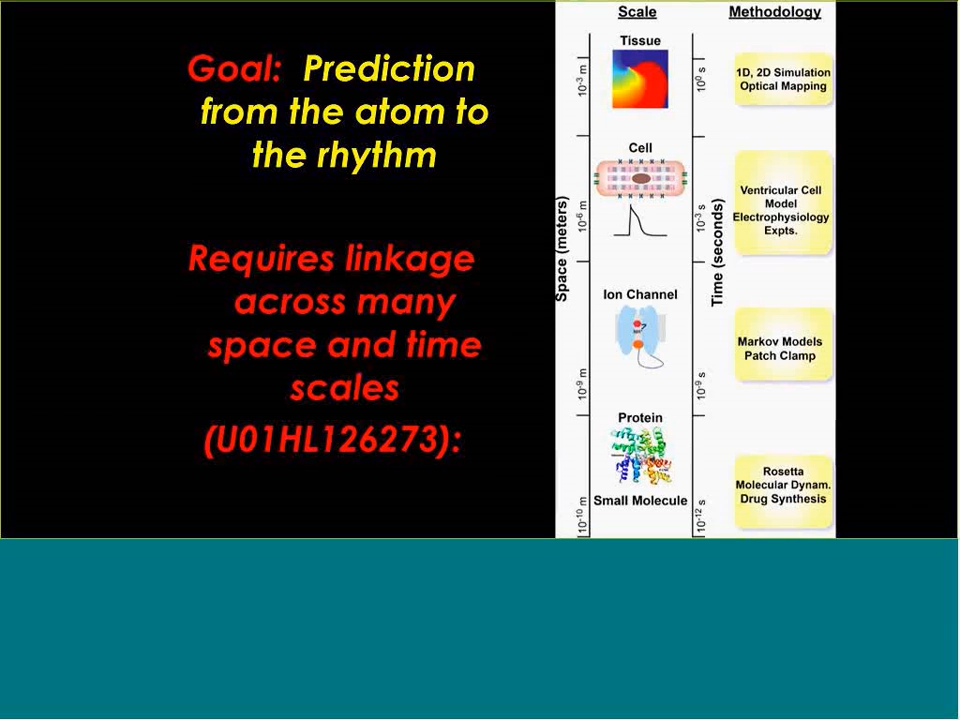 Goal: Prediction
from the atom to
the rhythm
Requires linkage
across many
space and time
scales
(U01HL126273):
Scale
Methodology
Tissue
10⁻³ m
10⁰ s
1D, 2D Simulation
Optical Mapping
Cell
Space (meters)
10⁻⁶ m
Time (seconds)
10⁻³ s
Ventricular Cell
Model
Electrophysiology
Expts.
Ion Channel
10⁻⁹ m
10⁻⁹ s
Markov Models
Patch Clamp
Protein
Small Molecule
10⁻¹⁰ m
10⁻¹² s
Rosetta
Molecular Dynam.
Drug Synthesis